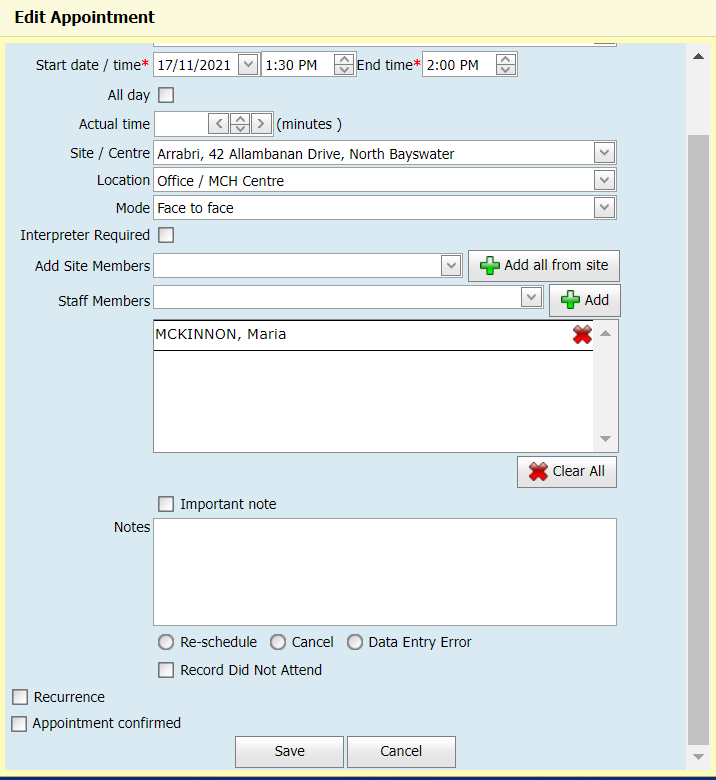 Edit Appointment
Start date / time* 17/11/2021 1:30 PM End time* 2:00 PM
All day
Actual time (minutes )
Site / Centre Arrabri, 42 Allambanan Drive, North Bayswater
Location Office / MCH Centre
Mode Face to face
Interpreter Required
Add Site Members Add all from site
Staff Members Add
MCKINNON, Maria
Clear All
Important note
Notes
Re-schedule Cancel Data Entry Error
Record Did Not Attend
Recurrence
Appointment confirmed
Save Cancel